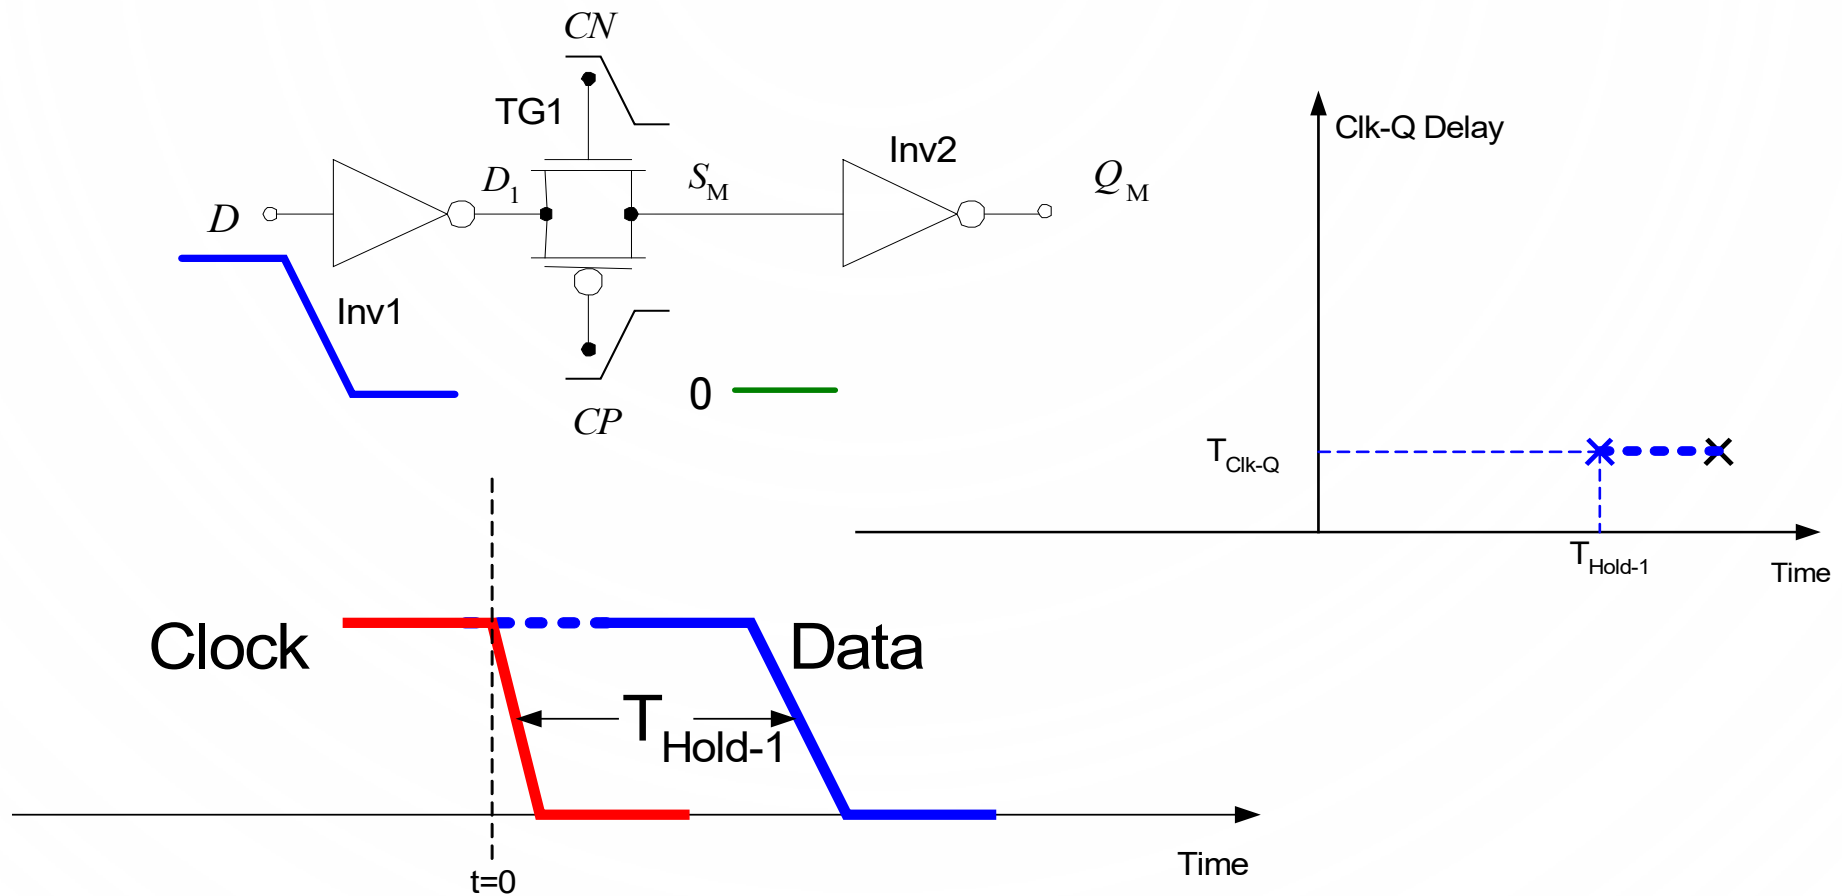 CN
TG1
Inv2
D
D1
SM
QM
Inv1
0
CP
Clk-Q Delay
TClk-Q
THold-1
Time
Clock
Data
THold-1
Time
t=0